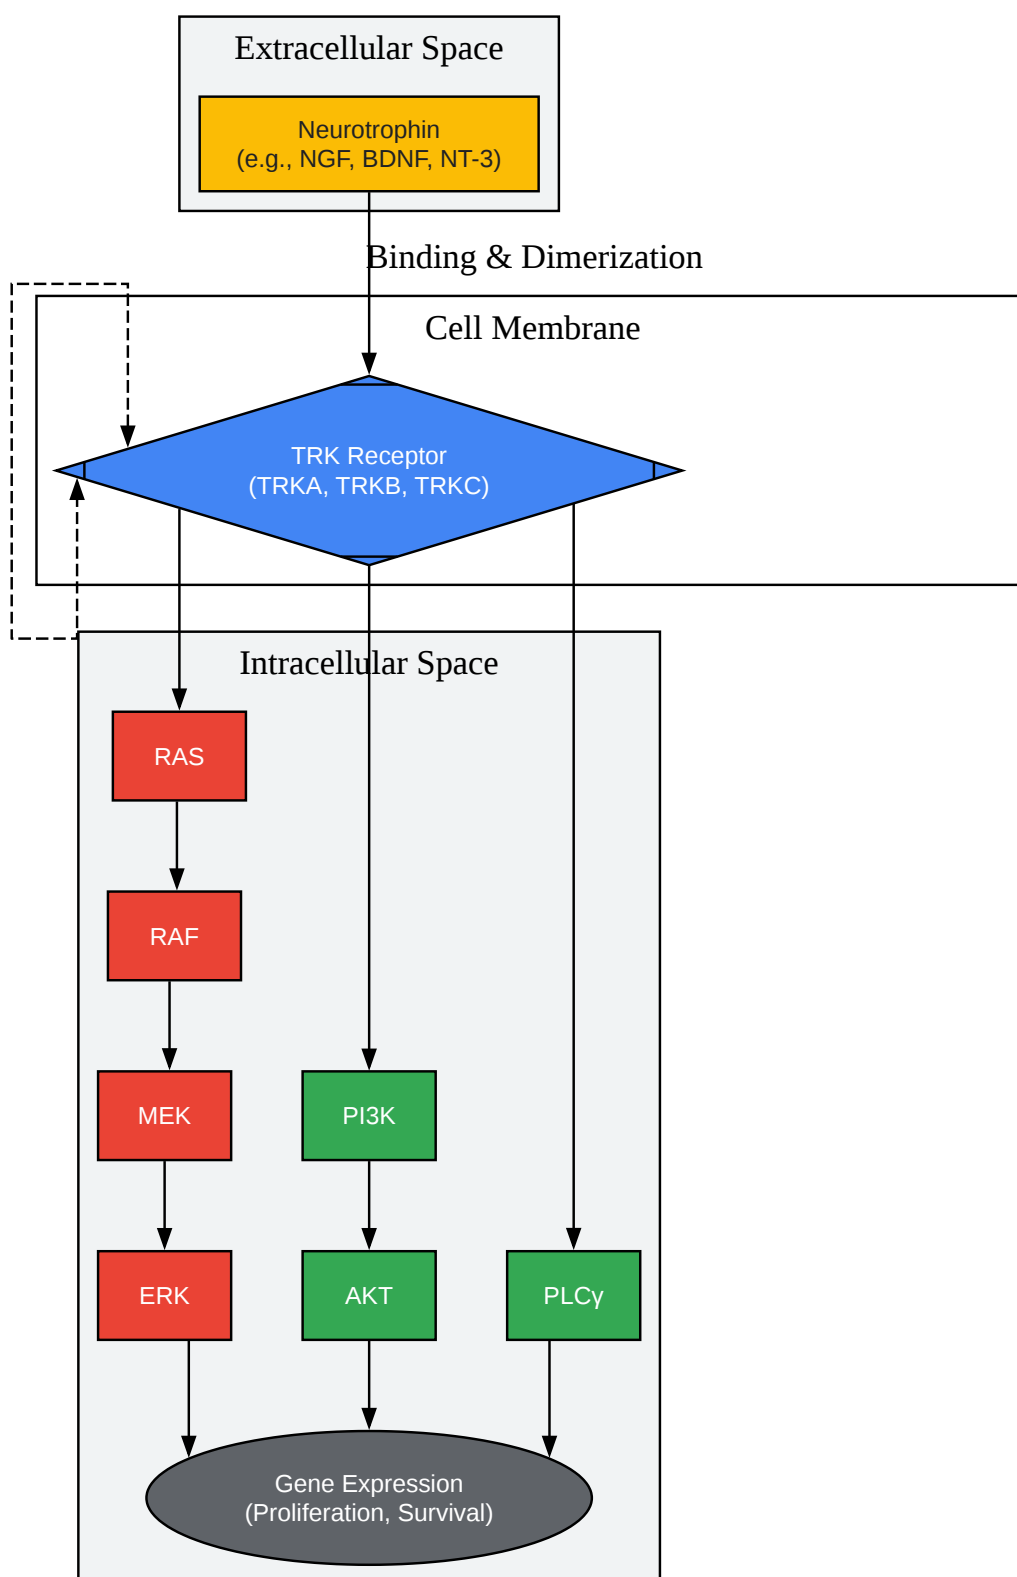 Extracellular Space
Neurotrophin
(e.g., NGF, BDNF, NT-3)
Binding & Dimerization
Cell Membrane
TRK Receptor
(TRKA, TRKB, TRKC)
Intracellular Space
RAS
RAF
MEK
PI3K
ERK
AKT
PLCγ
Gene Expression
(Proliferation, Survival)